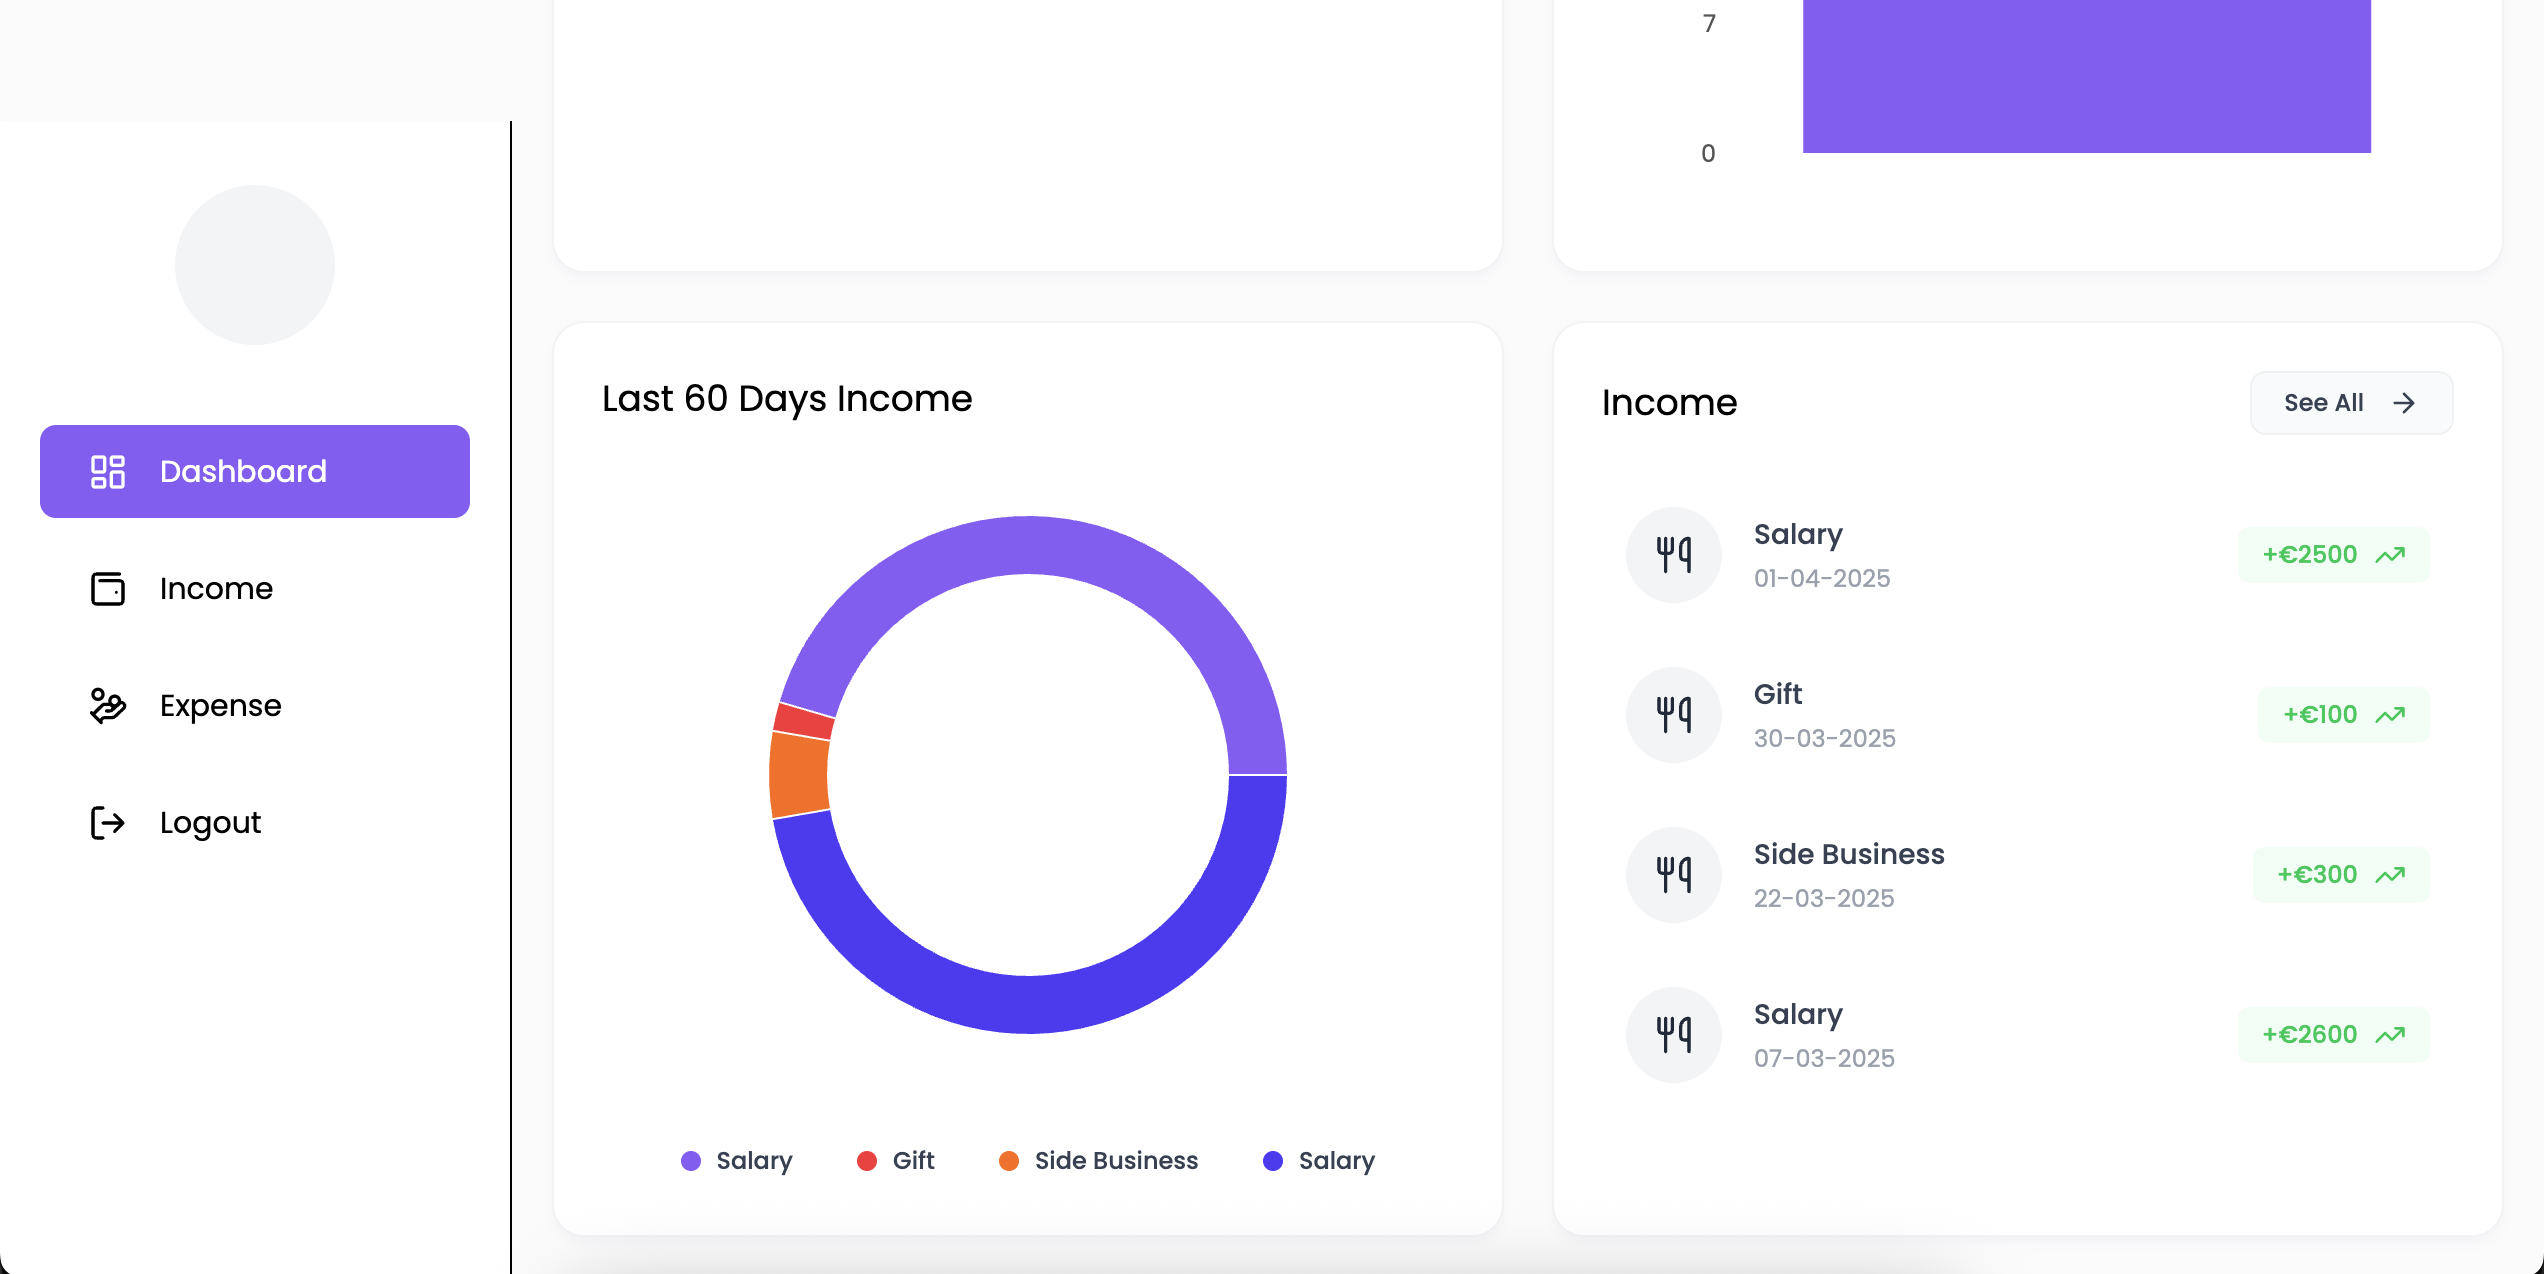 7
0
Dashboard
Income
Expense
Logout
Last 60 Days Income
Salary
Gift
Side Business
Salary
Income
See All
Salary
01-04-2025
+€2500
Gift
30-03-2025
+€100
Side Business
22-03-2025
+€300
Salary
07-03-2025
+€2600